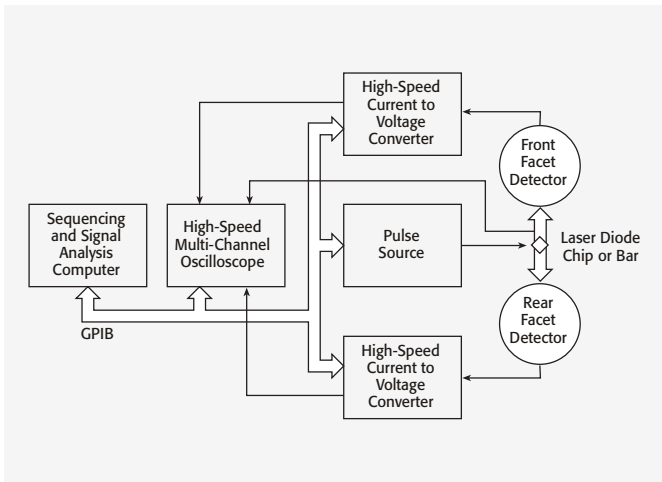 High-Speed
Current to
Voltage
Converter
Front
Facet
Detector
Sequencing
and Signal
Analysis
Computer
High-Speed
Multi-Channel
Oscilloscope
Pulse
Source
Laser Diode
Chip or Bar
GPIB
Rear
Facet
Detector
High-Speed
Current to
Voltage
Converter